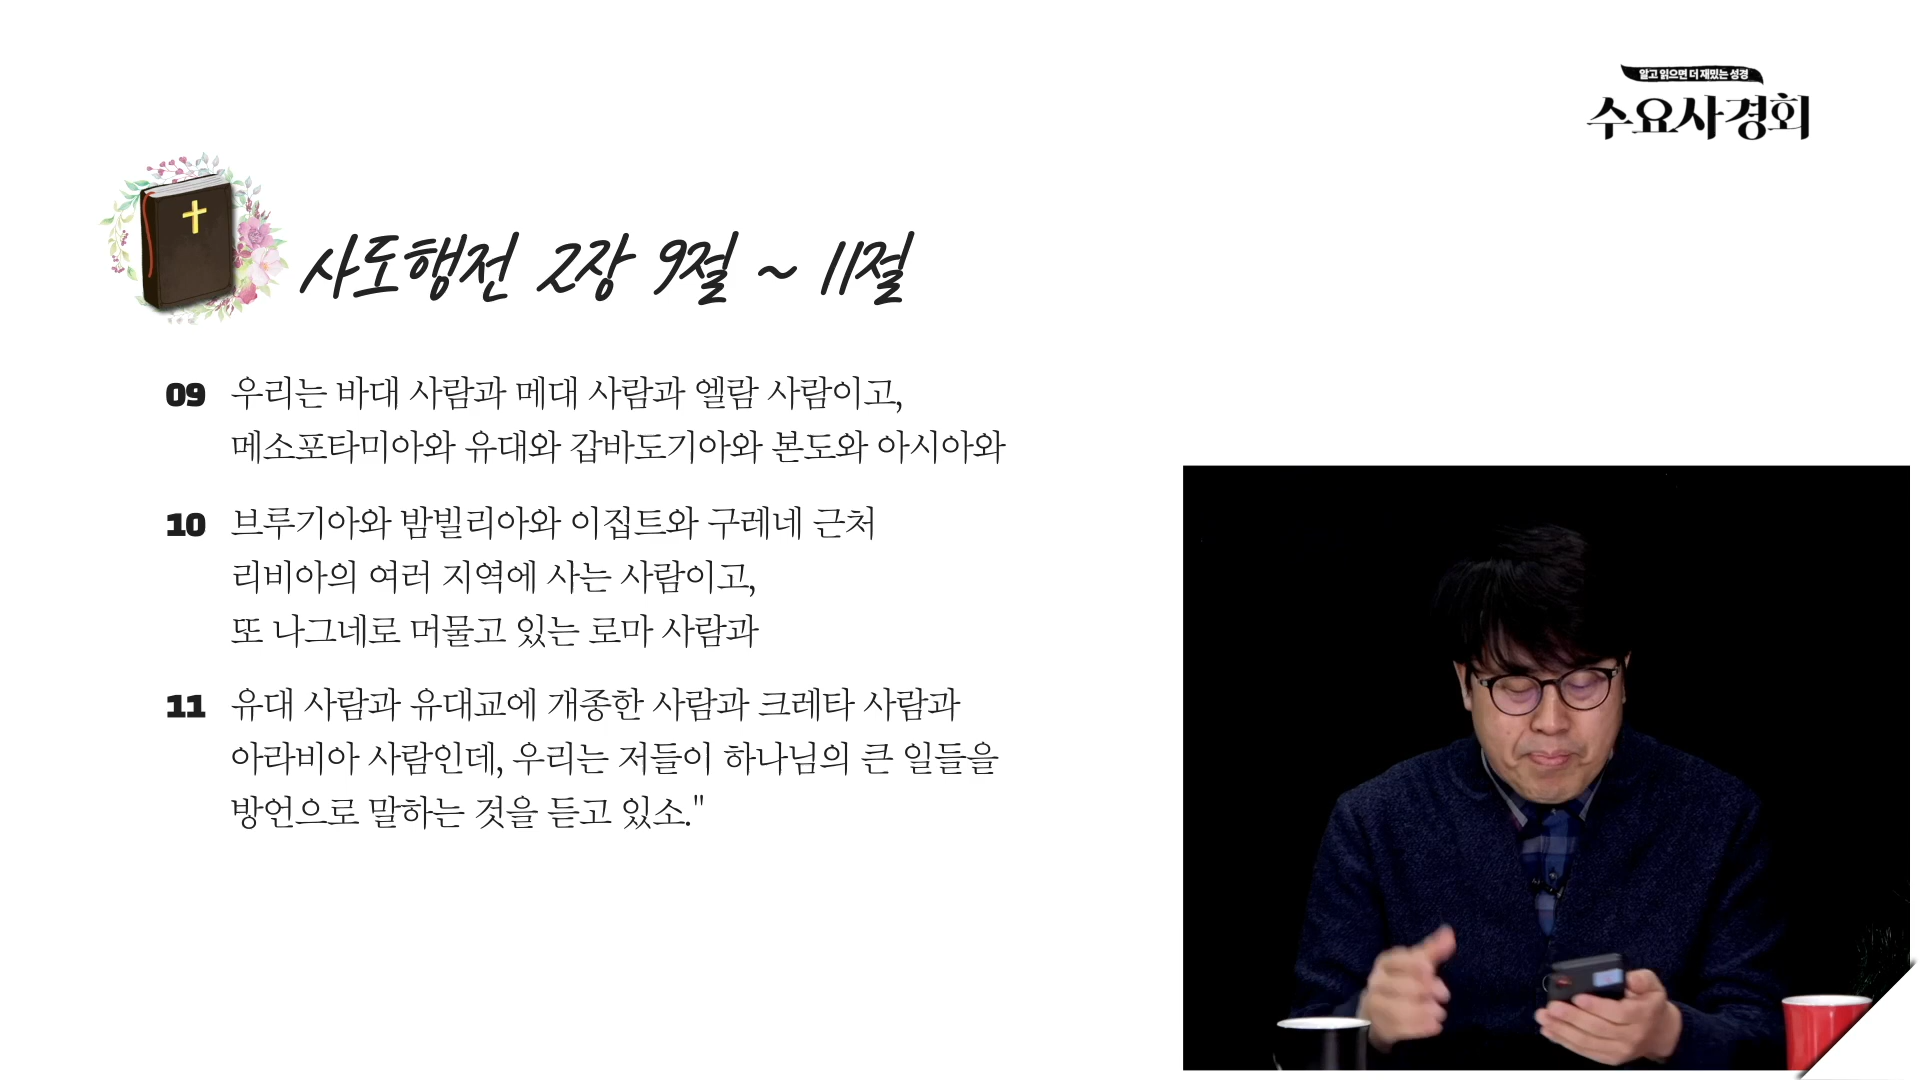 알고 읽으면 더 재밌는 성경
수요사경회
사도행전 2장 9절 ~ 11절
09 우리는 바대 사람과 메대 사람과 엘람 사람이고,
메소포타미아와 유대와 갑바도기아와 본도와 아시아와
10 브루기아와 밤빌리아와 이집트와 구레네 근처
리비아의 여러 지역에 사는 사람이고,
또 나그네로 머물고 있는 로마 사람과
11 유대 사람과 유대교에 개종한 사람과 크레타 사람과
아라비아 사람인데, 우리는 저들이 하나님의 큰 일들을
방언으로 말하는 것을 듣고 있소."